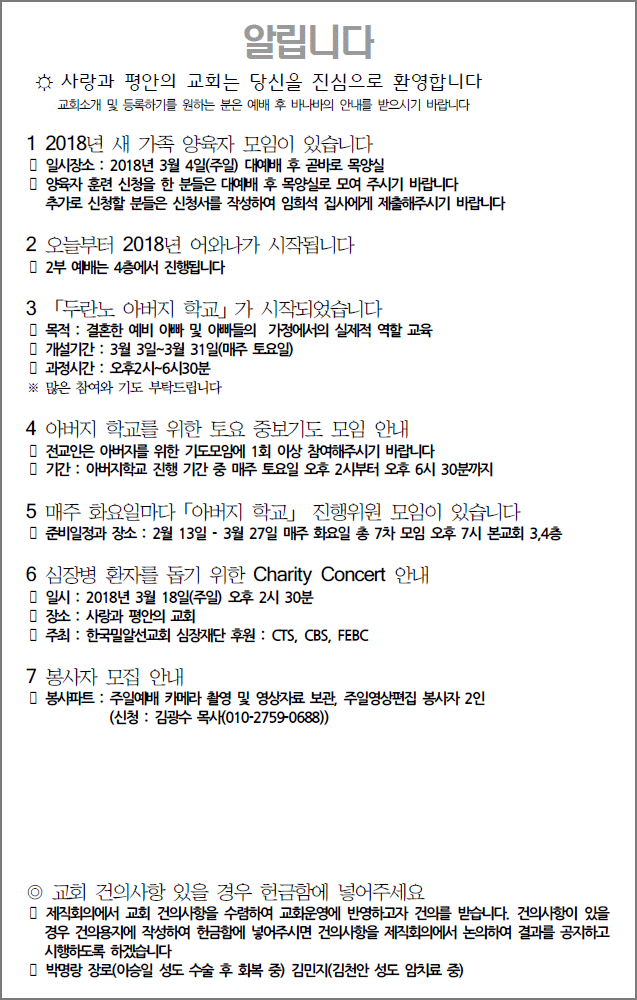 알립니다
☼ 사랑과 평안의 교회는 당신을 진심으로 환영합니다
교회소개 및 등록하기를 원하는 분은 예배 후 바나바의 안내를 받으시기 바랍니다
1 2018년 새 가족 양육자 모임이 있습니다
▯ 일시장소 : 2018년 3월 4일(주일) 대예배 후 곧바로 목양실
▯ 양육자 훈련 신청을 한 분들은 대예배 후 목양실로 모여 주시기 바랍니다
추가로 신청할 분들은 신청서를 작성하여 임희석 집사에게 제출해주시기 바랍니다
2 오늘부터 2018년 어와나가 시작됩니다
▯ 2부 예배는 4층에서 진행됩니다
3 「두란노 아버지 학교」가 시작되었습니다
▯ 목적 : 결혼한 예비 아빠 및 아빠들의 가정에서의 실제적 역할 교육
▯ 개설기간 : 3월 3일~3월 31일(매주 토요일)
▯ 과정시간 : 오후2시~6시30분
※ 많은 참여와 기도 부탁드립니다
4 아버지 학교를 위한 토요 중보기도 모임 안내
▯ 전교인은 아버자를 위한 기도모임에 1회 이상 참여해주시기 바랍니다
▯ 기간 : 아버지학교 진행 기간 중 매주 토요일 오후 2시부터 오후 6시 30분까지
5 매주 화요일마다「아버지 학교」 진행위원 모임이 있습니다
▯ 준비일정과 장소 : 2월 13일 - 3월 27일 매주 화요일 총 7차 모임 오후 7시 본교회 3,4층
6 심장병 환자를 돕기 위한 Charity Concert 안내
▯ 일시 : 2018년 3월 18일(주일) 오후 2시 30분
▯ 장소 : 사랑과 평안의 교회
▯ 주최 : 한국밀알선교회 심장재단 후원 : CTS, CBS, FEBC
7 봉사자 모집 안내
▯ 봉사파트 : 주일예배 카메라 촬영 및 영상자료 보관, 주일영상편집 봉사자 2인
(신청 : 김광수 목사(010-2759-0688))
◎ 교회 건의사항 있을 경우 헌금함에 넣어주세요
▯ 제직회의에서 교회 건의사항을 수렴하여 교회운영에 반영하고자 건의를 받습니다. 건의사항이 있을
경우 건의용지에 작성하여 헌금함에 넣어주시면 건의사항을 제직회의에서 논의하여 결과를 공지하고
시행하도록 하겠습니다
▯ 박명랑 장로(이승일 성도 수술 후 회복 중) 김민지(김천안 성도 암치료 중)